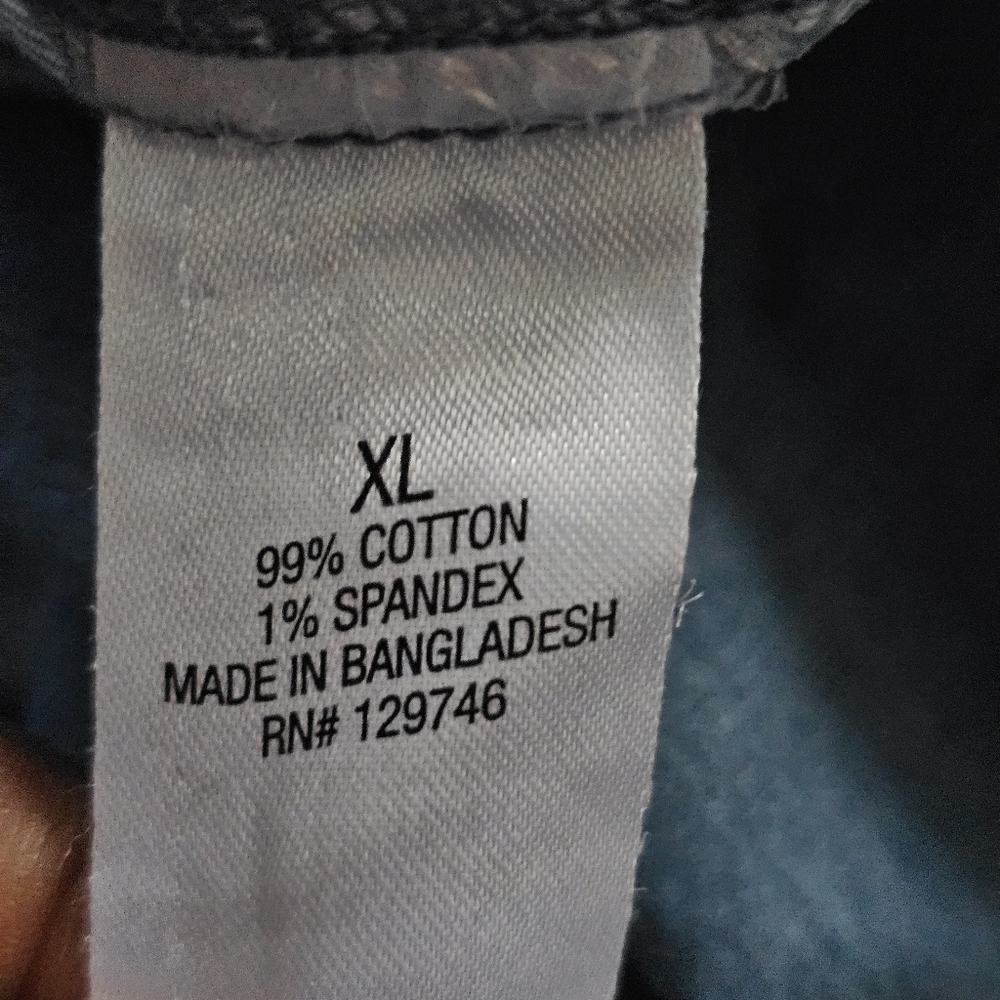 XL
99% COTTON
1% SPANDEX
MADE IN BANGLADESH
RN# 129746